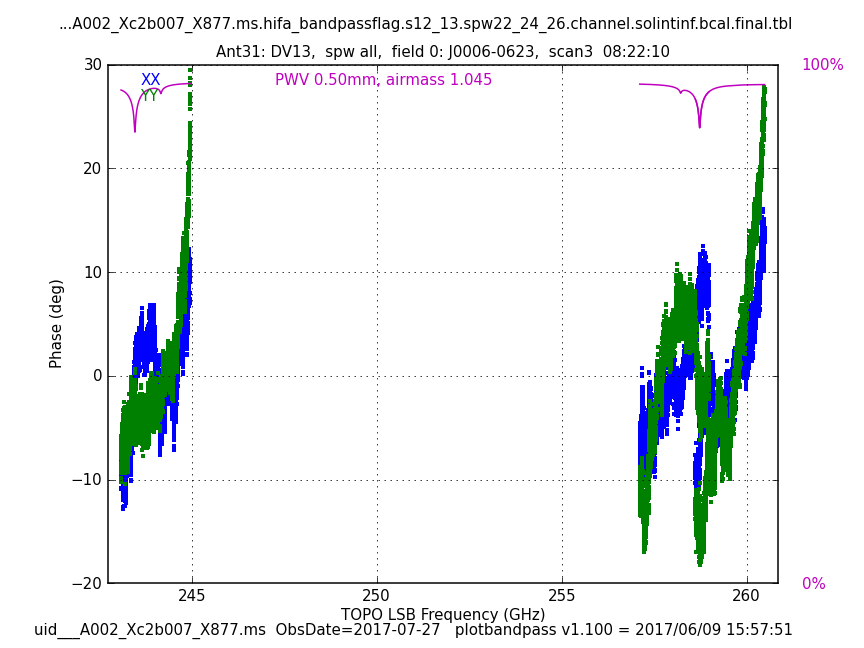 ...A002_Xc2b007_X877.ms.hifa_bandpassflag.s12_13.spw22_24_26.channel.solintinf.bcal.final.tbl
Ant31: DV13,  spw all,  field 0: J0006-0623,  scan3  08:22:10
30
100%
XX
PWV 0.50mm, airmass 1.045
YY
20
10
Phase (deg)
0
−10
−20
0%
245
250
255
260
TOPO LSB Frequency (GHz)
uid___A002_Xc2b007_X877.ms  ObsDate=2017-07-27   plotbandpass v1.100 = 2017/06/09 15:57:51